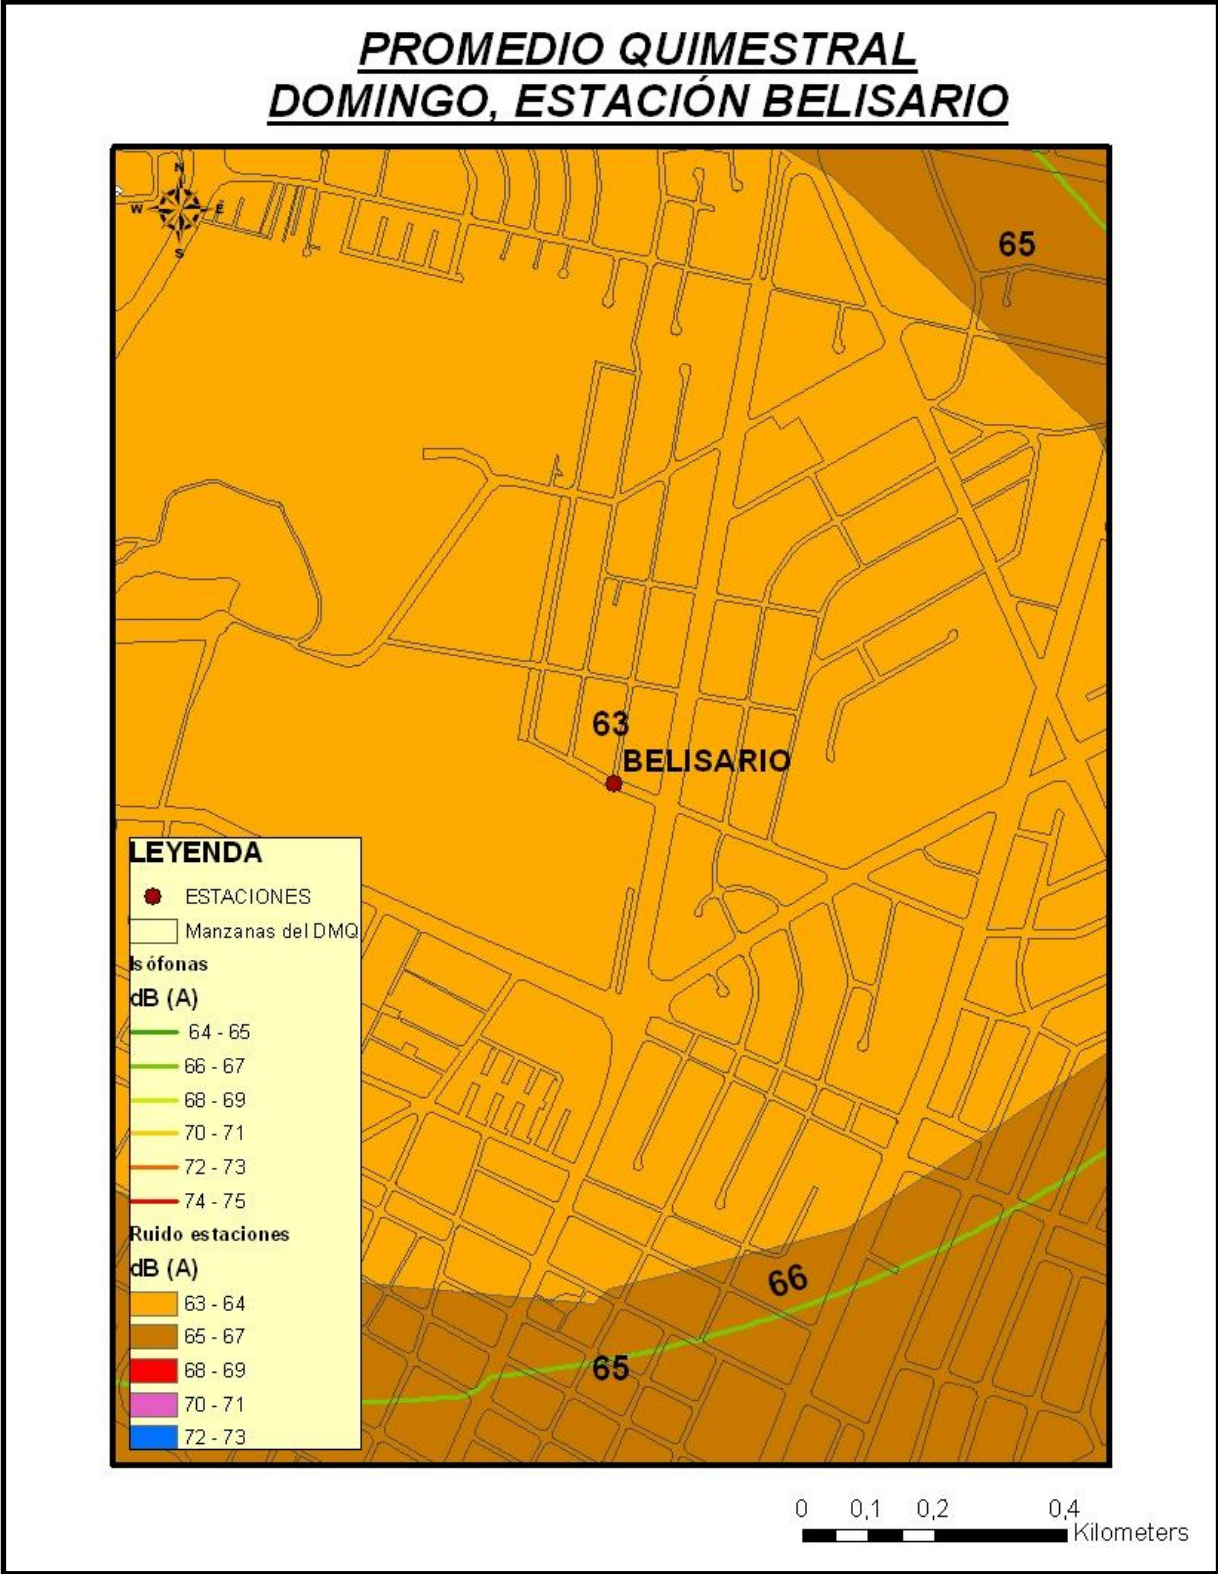 PROMEDIO QUIMESTRAL
DOMINGO, ESTACIÓN BELISARIO
N
W
E
S
65
63
BELISARIO
LEYENDA
ESTACIONES
Manzanas del DMQ
Isófonas
dB (A)
64 - 65
66 - 67
68 - 69
70 - 71
72 - 73
74 - 75
Ruido estaciones
dB (A)
63 - 64
65 - 67
68 - 69
70 - 71
72 - 73
66
65
0 0,1 0,2 0,4
Kilometers